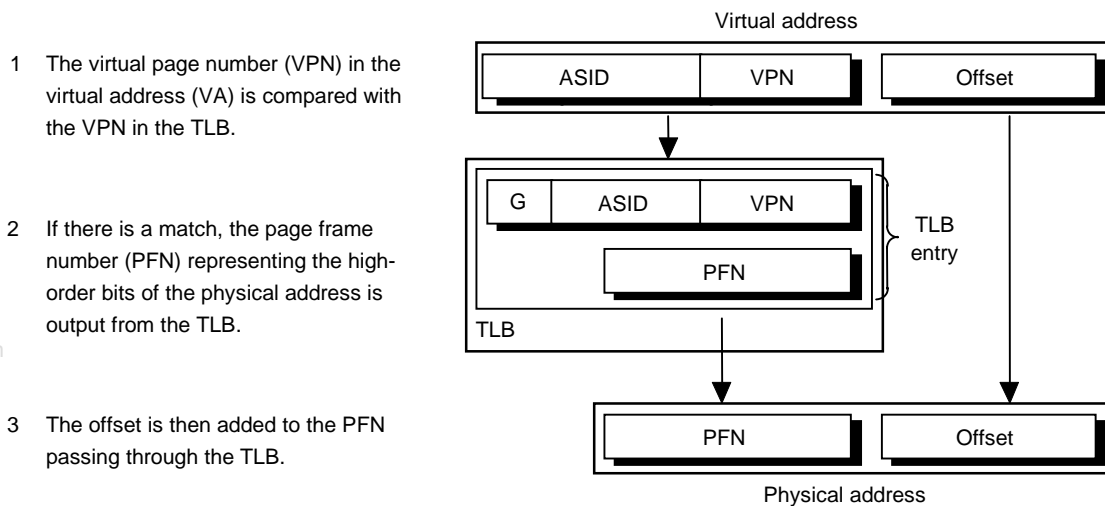 Virtual address
1 The virtual page number (VPN) in the
virtual address (VA) is compared with
the VPN in the TLB.
ASID VPN Offset
2 If there is a match, the page frame
number (PFN) representing the high-
order bits of the physical address is
output from the TLB.
G ASID VPN
PFN
TLB
entry
TLB
3 The offset is then added to the PFN
passing through the TLB.
PFN Offset
Physical address